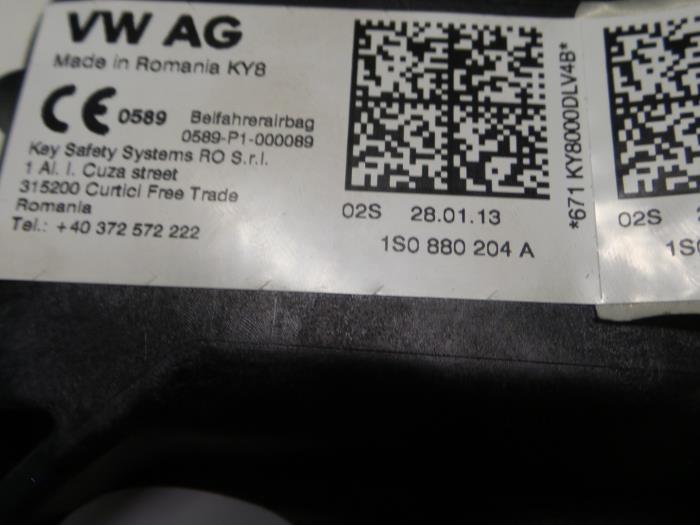 VW AG
Made in Romania KY8
CE 0589 Beifahrerairbag
0589-P1-000089
Key Safety Systems RO S.r.l.
1 Al. I. Cuza street
315200 Curtici Free Trade
Romania
Tel.: +40 372 572 222
02S 28.01.13
1S0 880 204 A
*671 KY8000DLV4B*
02S
1S0